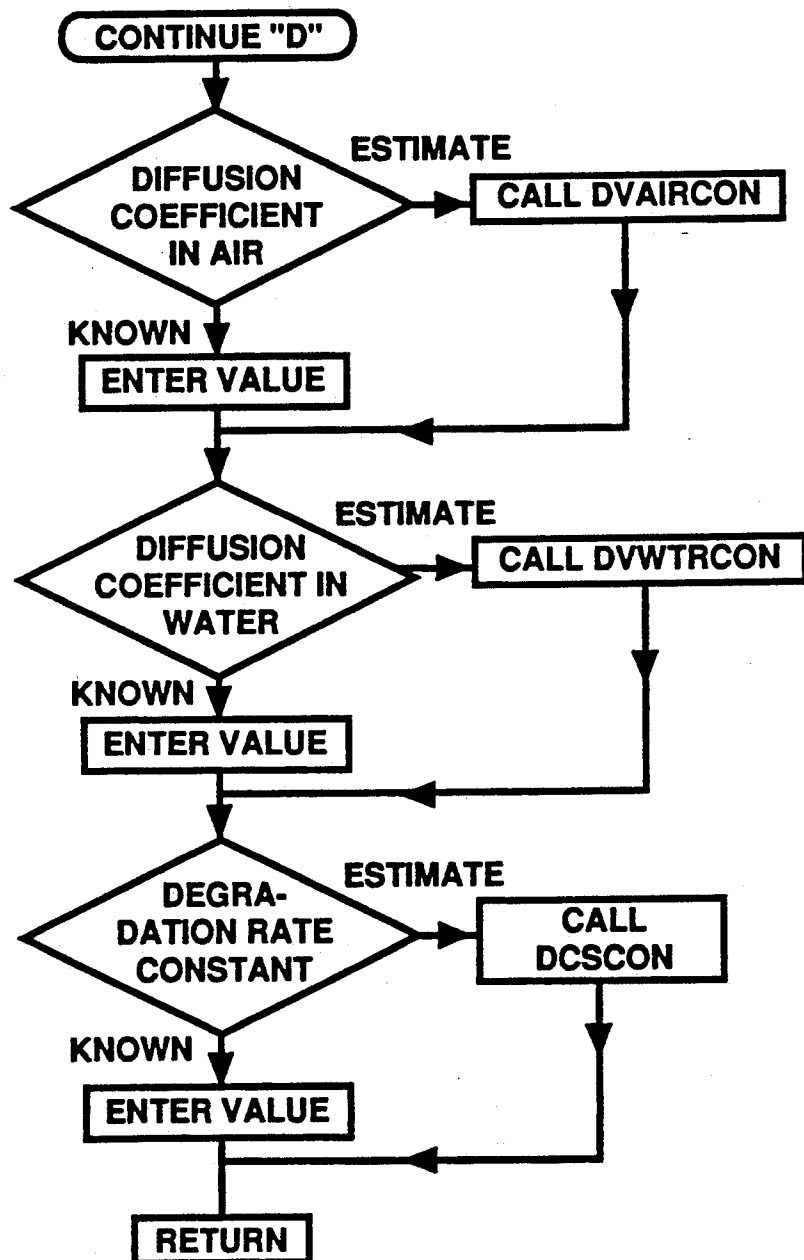 CONTINUE "D"
ESTIMATE
DIFFUSION
COEFFICIENT
IN AIR
CALL DVAIRCON
KNOWN
ENTER VALUE
ESTIMATE
DIFFUSION
COEFFICIENT IN
WATER
CALL DVWTRCON
KNOWN
ENTER VALUE
ESTIMATE
DEGRA-
DATION RATE
CONSTANT
CALL
DCSCON
KNOWN
ENTER VALUE
RETURN